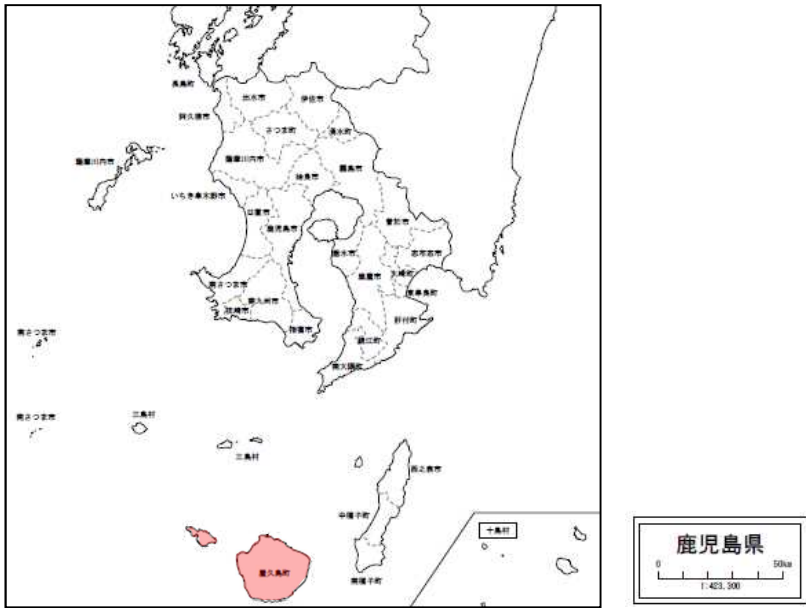 長島町
出水市
伊佐市
阿久根市
さつま町
湧水町
薩摩川内市
薩摩川内市
霧島市
姶良市
いちき串木野市
日置市
鹿児島市
曽於市
垂水市
志布志市
鹿屋市
大崎町
南さつま市
東串良町
南九州市
枕崎市
指宿市
肝付町
錦江町
南大隅町
南さつま市
南さつま市
三島村
三島村
西之表市
中種子町
南種子町
屋久島町
十島村
鹿児島県
0
50km
1:423,300